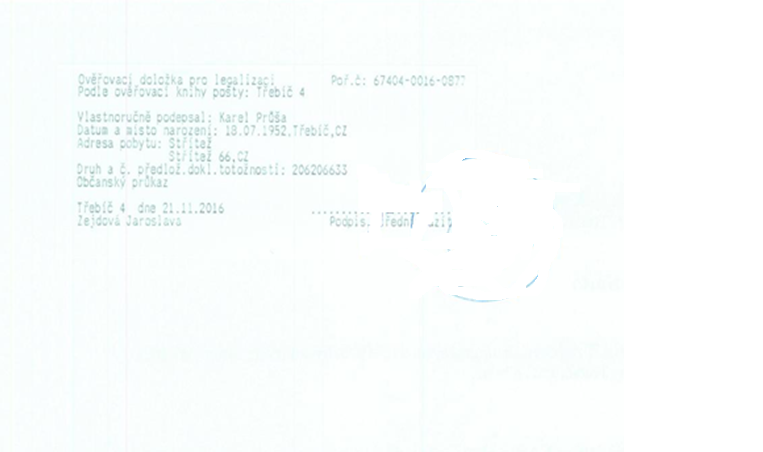 Ověřovací doložka pro legalizaci Poř.č: 67404-0016-0877
Podle ověřovací knihy pošty: Třebíč 4
Vlastnoručně podepsal: Karel Průša
Datum a místo narození: 18.07.1952,Třebíč,CZ
Adresa pobytu: Střítež
Střítež 66,CZ
Druh a č. předlož.dokl.totožnosti: 206206633
Občanský průkaz
Třebíč 4 dne 21.11.2016
Zejdová Jaroslava Podpis,